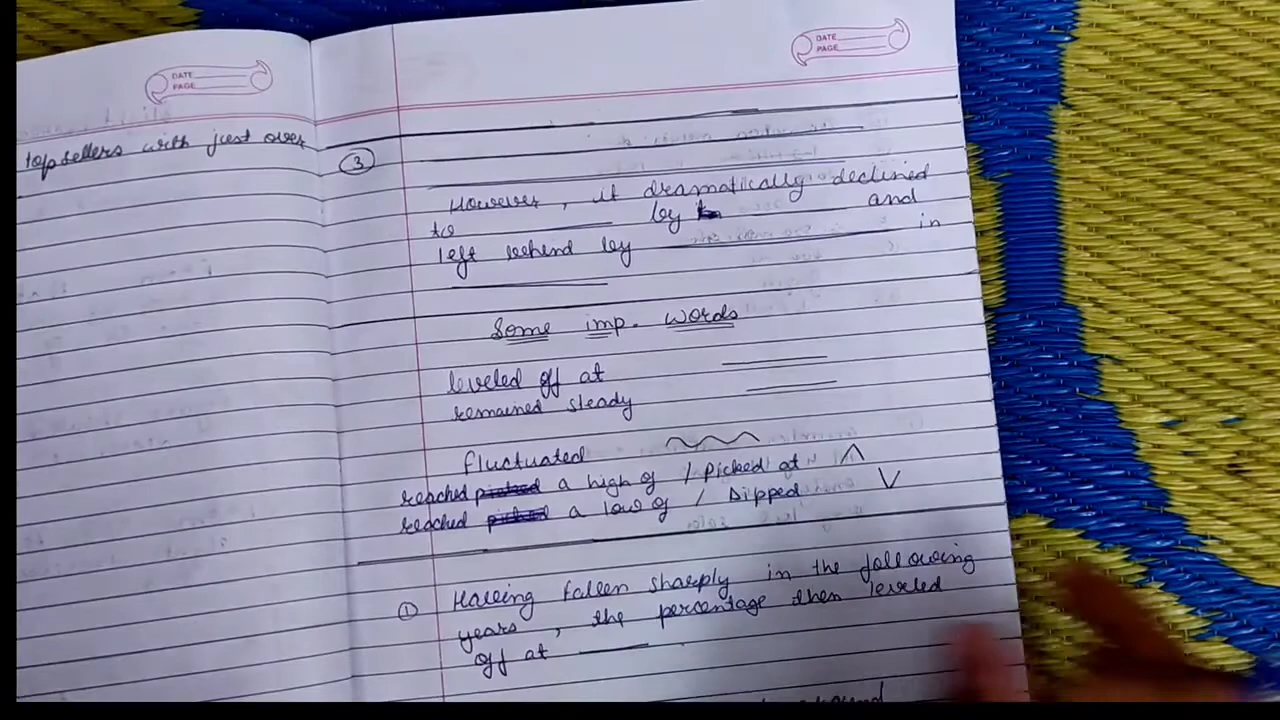 DATE
PAGE
top sellers with just over
DATE
PAGE
③
However, it dramatically declined
to by and
left behind by in
Some imp. words
leveled off at
remained steady
fluctuated
reached a high of / Picked at
reached a low of / Dipped
① Having fallen sharply in the following
years, the percentage then leveled
off at